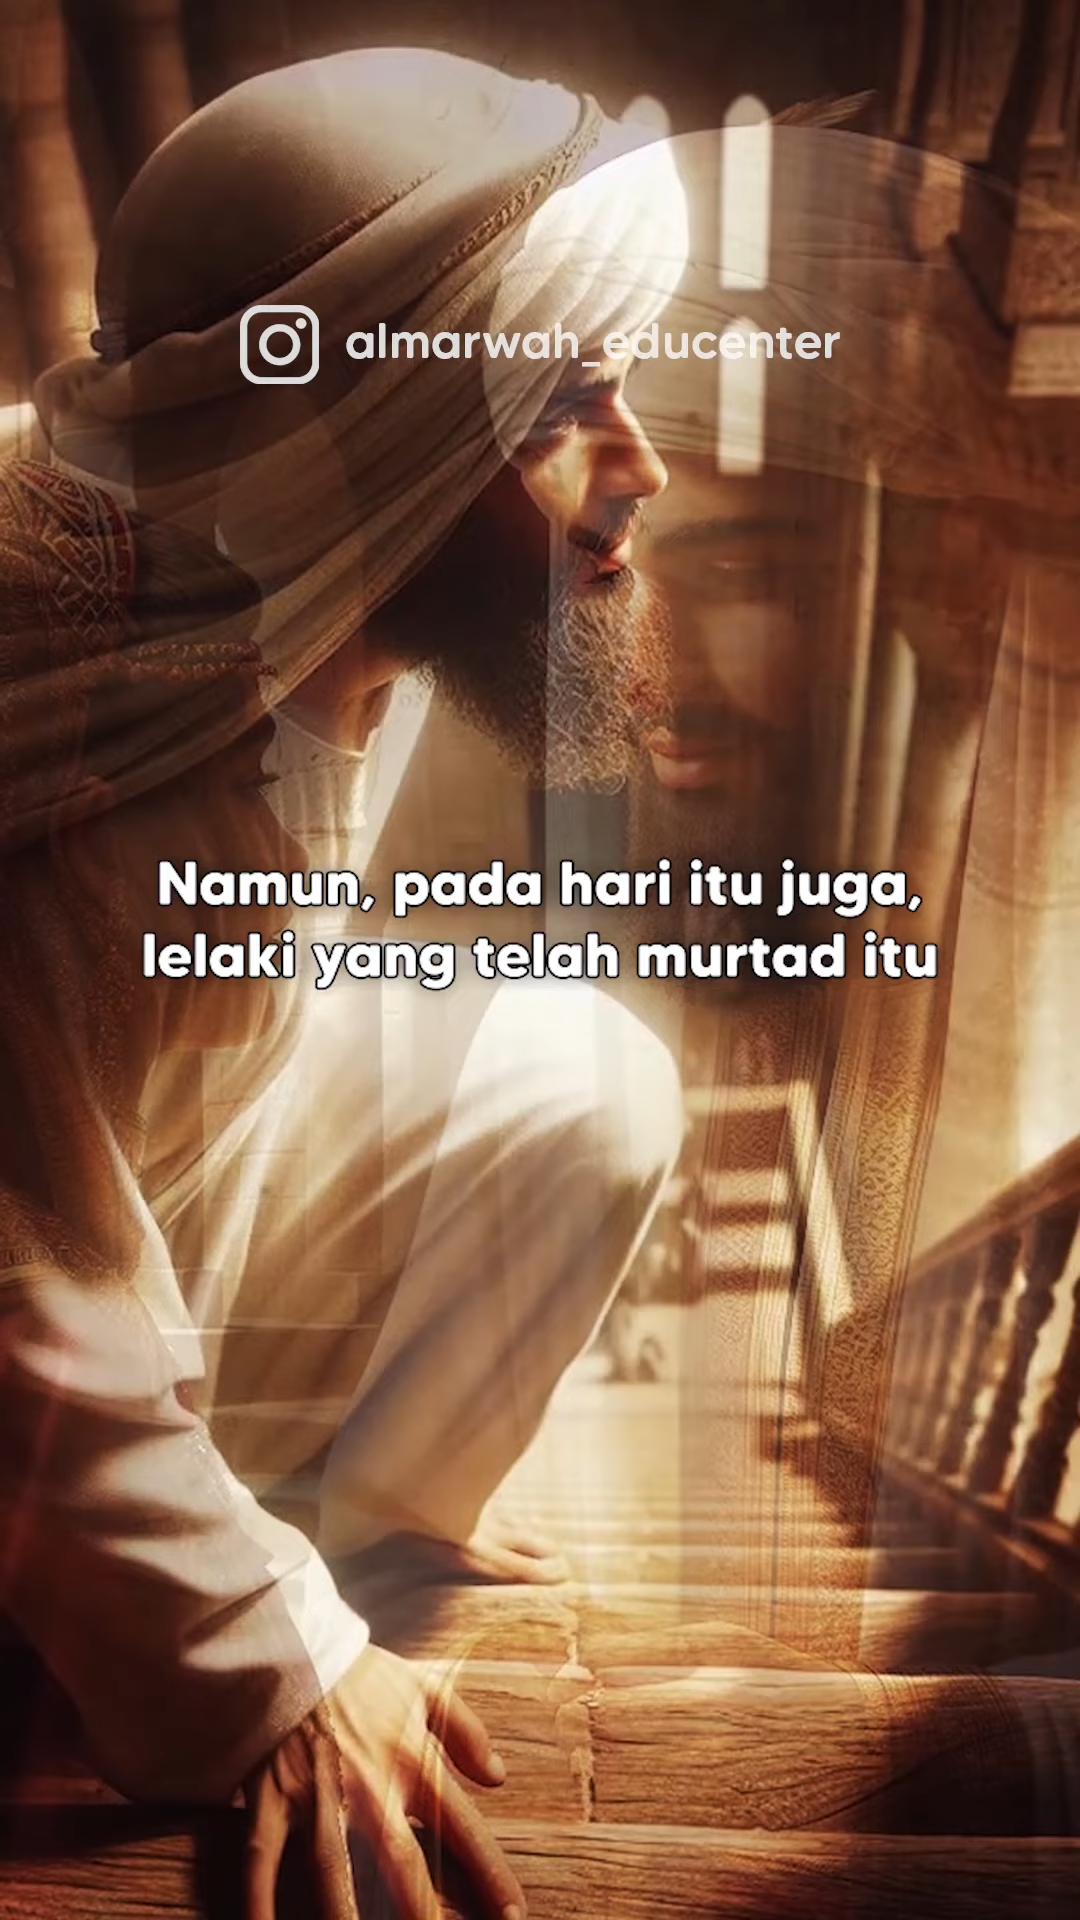 almarwah_educenter
Namun, pada hari itu juga,
lelaki yang telah murtad itu